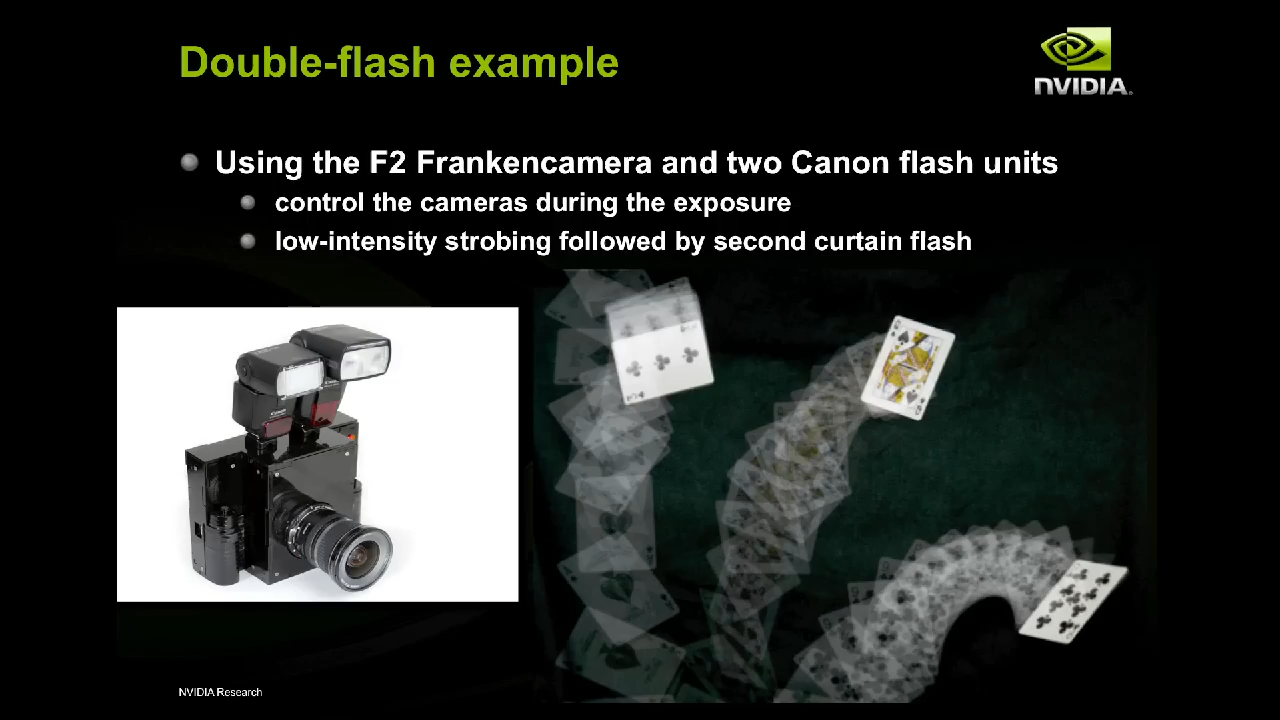 Double-flash example
NVIDIA
Using the F2 Frankencamera and two Canon flash units
control the cameras during the exposure
low-intensity strobing followed by second curtain flash
NVIDIA Research